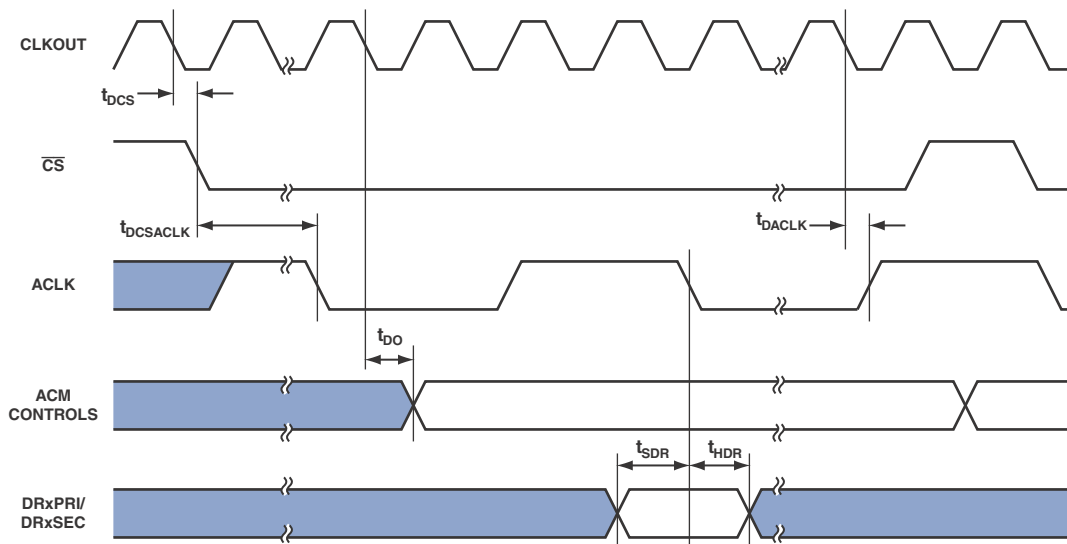 CLKOUT
tDCS
CS
tDCSACLK
tDACLK
ACLK
tDO
ACM
CONTROLS
tSDR
tHDR
DRxPRI/
DRxSEC